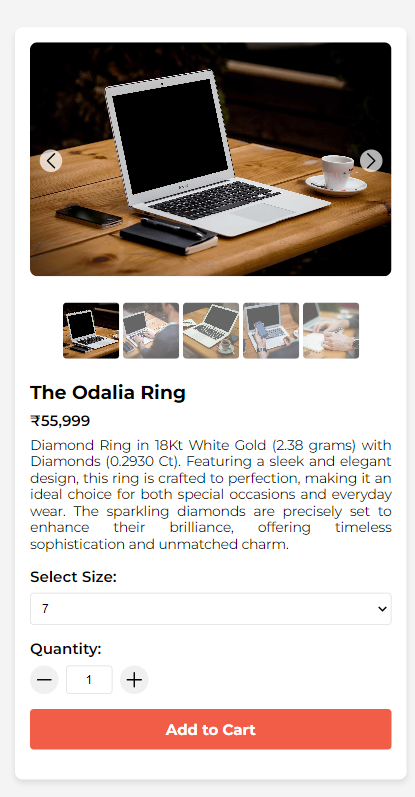 The Odalia Ring
₹55,999
Diamond Ring in 18Kt White Gold (2.38 grams) with
Diamonds (0.2930 Ct). Featuring a sleek and elegant
design, this ring is crafted to perfection, making it an
ideal choice for both special occasions and everyday
wear. The sparkling diamonds are precisely set to
enhance their brilliance, offering timeless
sophistication and unmatched charm.
Select Size:
7
Quantity:
1
Add to Cart